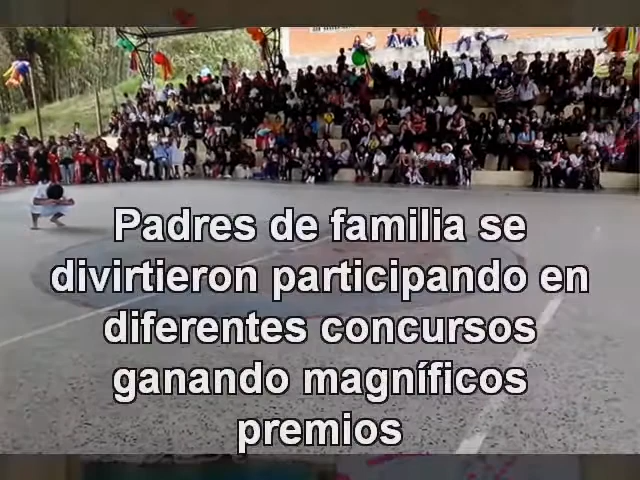 Padres de familia se
divirtieron participando en
diferentes concursos
ganando magníficos
premios